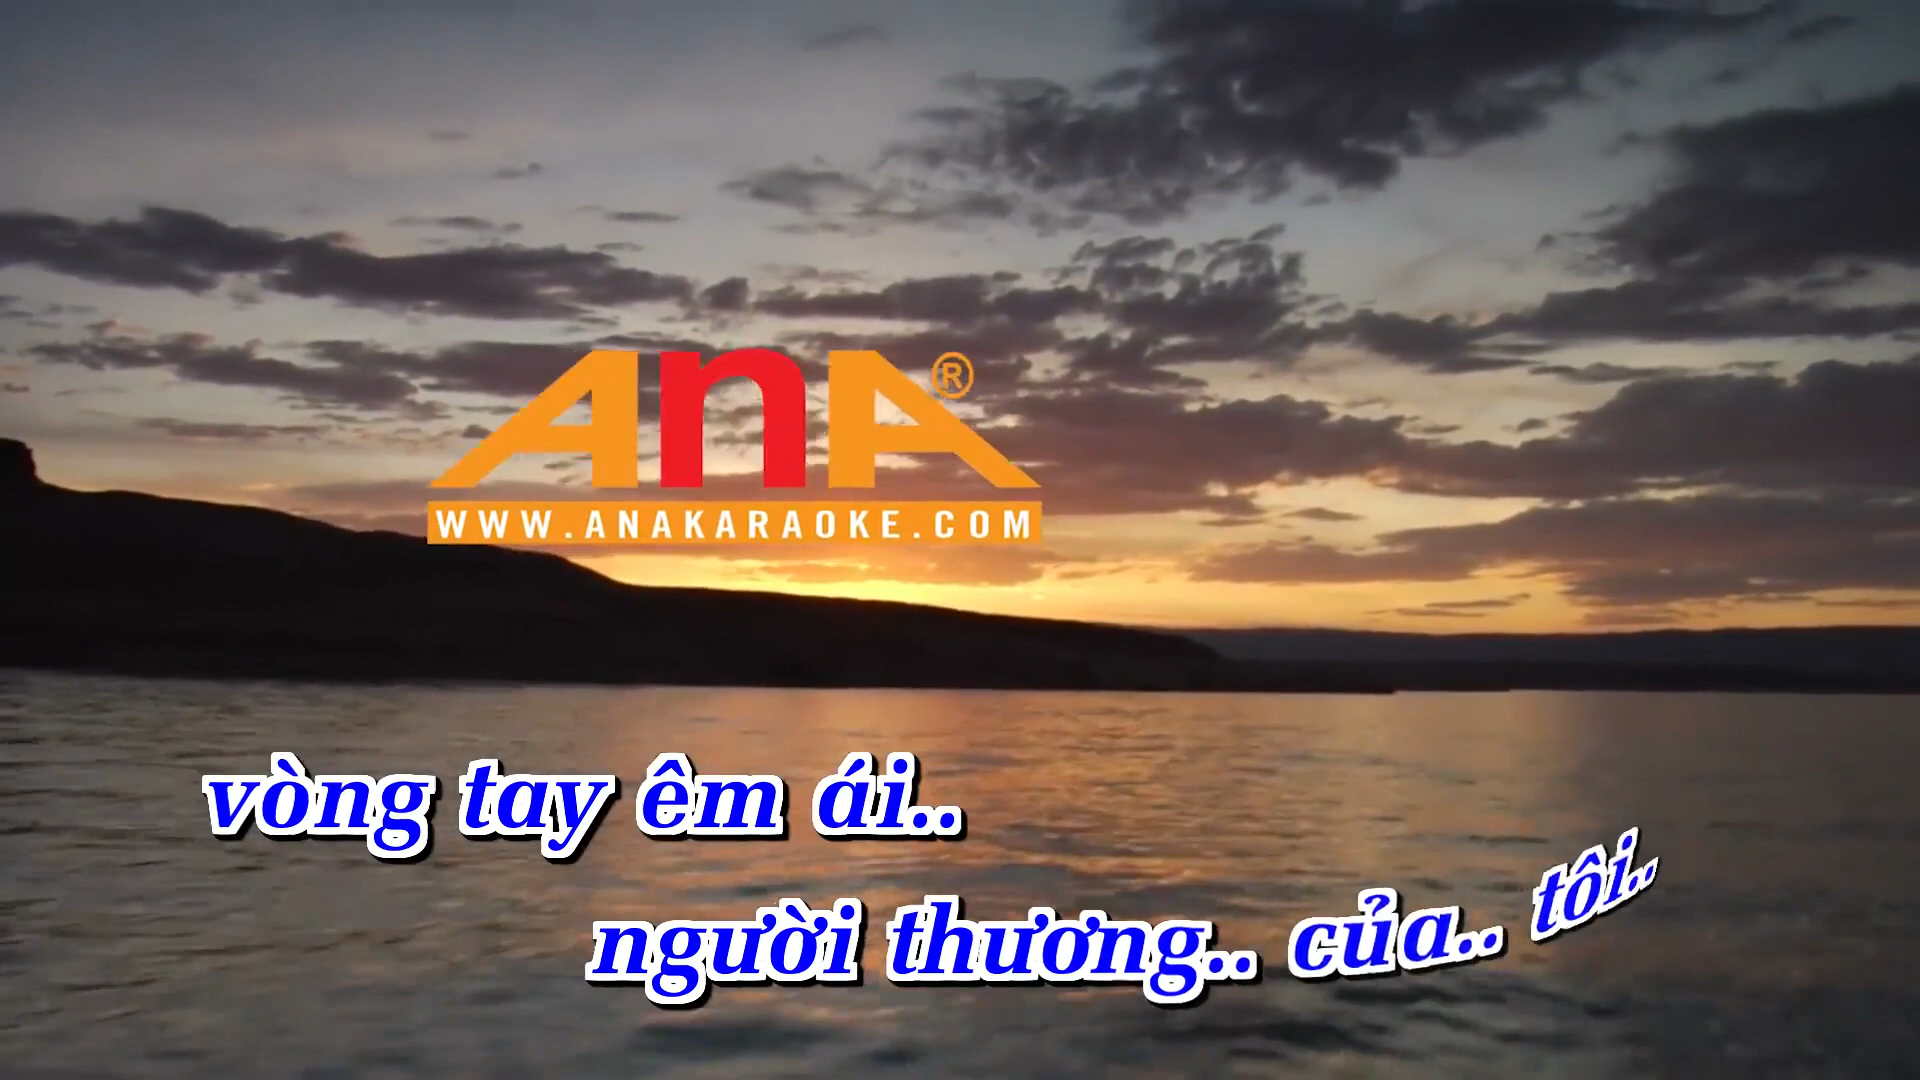 AnA®
WWW.ANAKARAOKE.COM
vòng tay êm ái..
người thương.. của.. tôi..